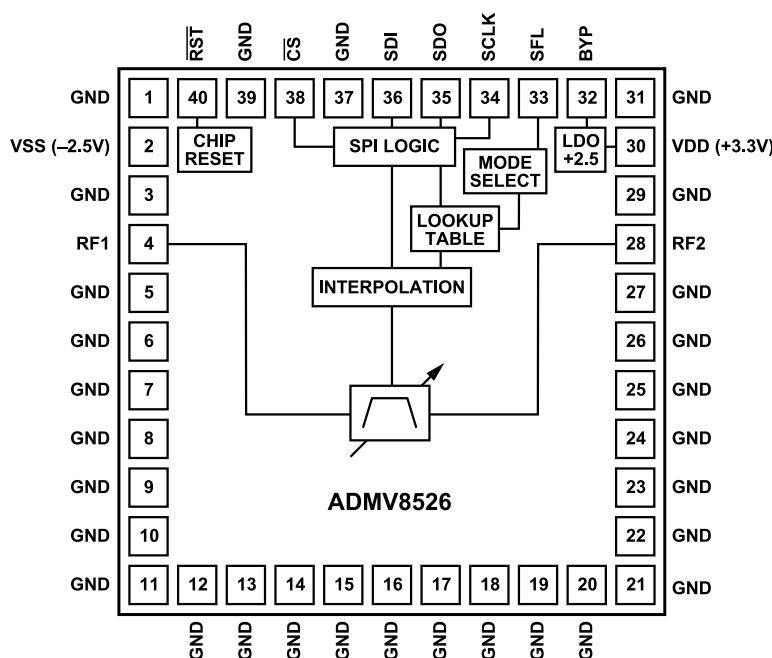 RST GND CS GND SDI SDO SCLK SFL BYP
GND 1 40 39 38 37 36 35 34 33 32 31 GND
VSS (–2.5V) 2 CHIP RESET SPI LOGIC MODE SELECT LDO +2.5 30 VDD (+3.3V)
GND 3 29 GND
LOOKUP TABLE
RF1 4 28 RF2
GND 5 INTERPOLATION 27 GND
GND 6 26 GND
GND 7 25 GND
GND 8 24 GND
GND 9 23 GND
ADMV8526
GND 10 22 GND
GND 11 12 13 14 15 16 17 18 19 20 21 GND
GND GND GND GND GND GND GND GND GND